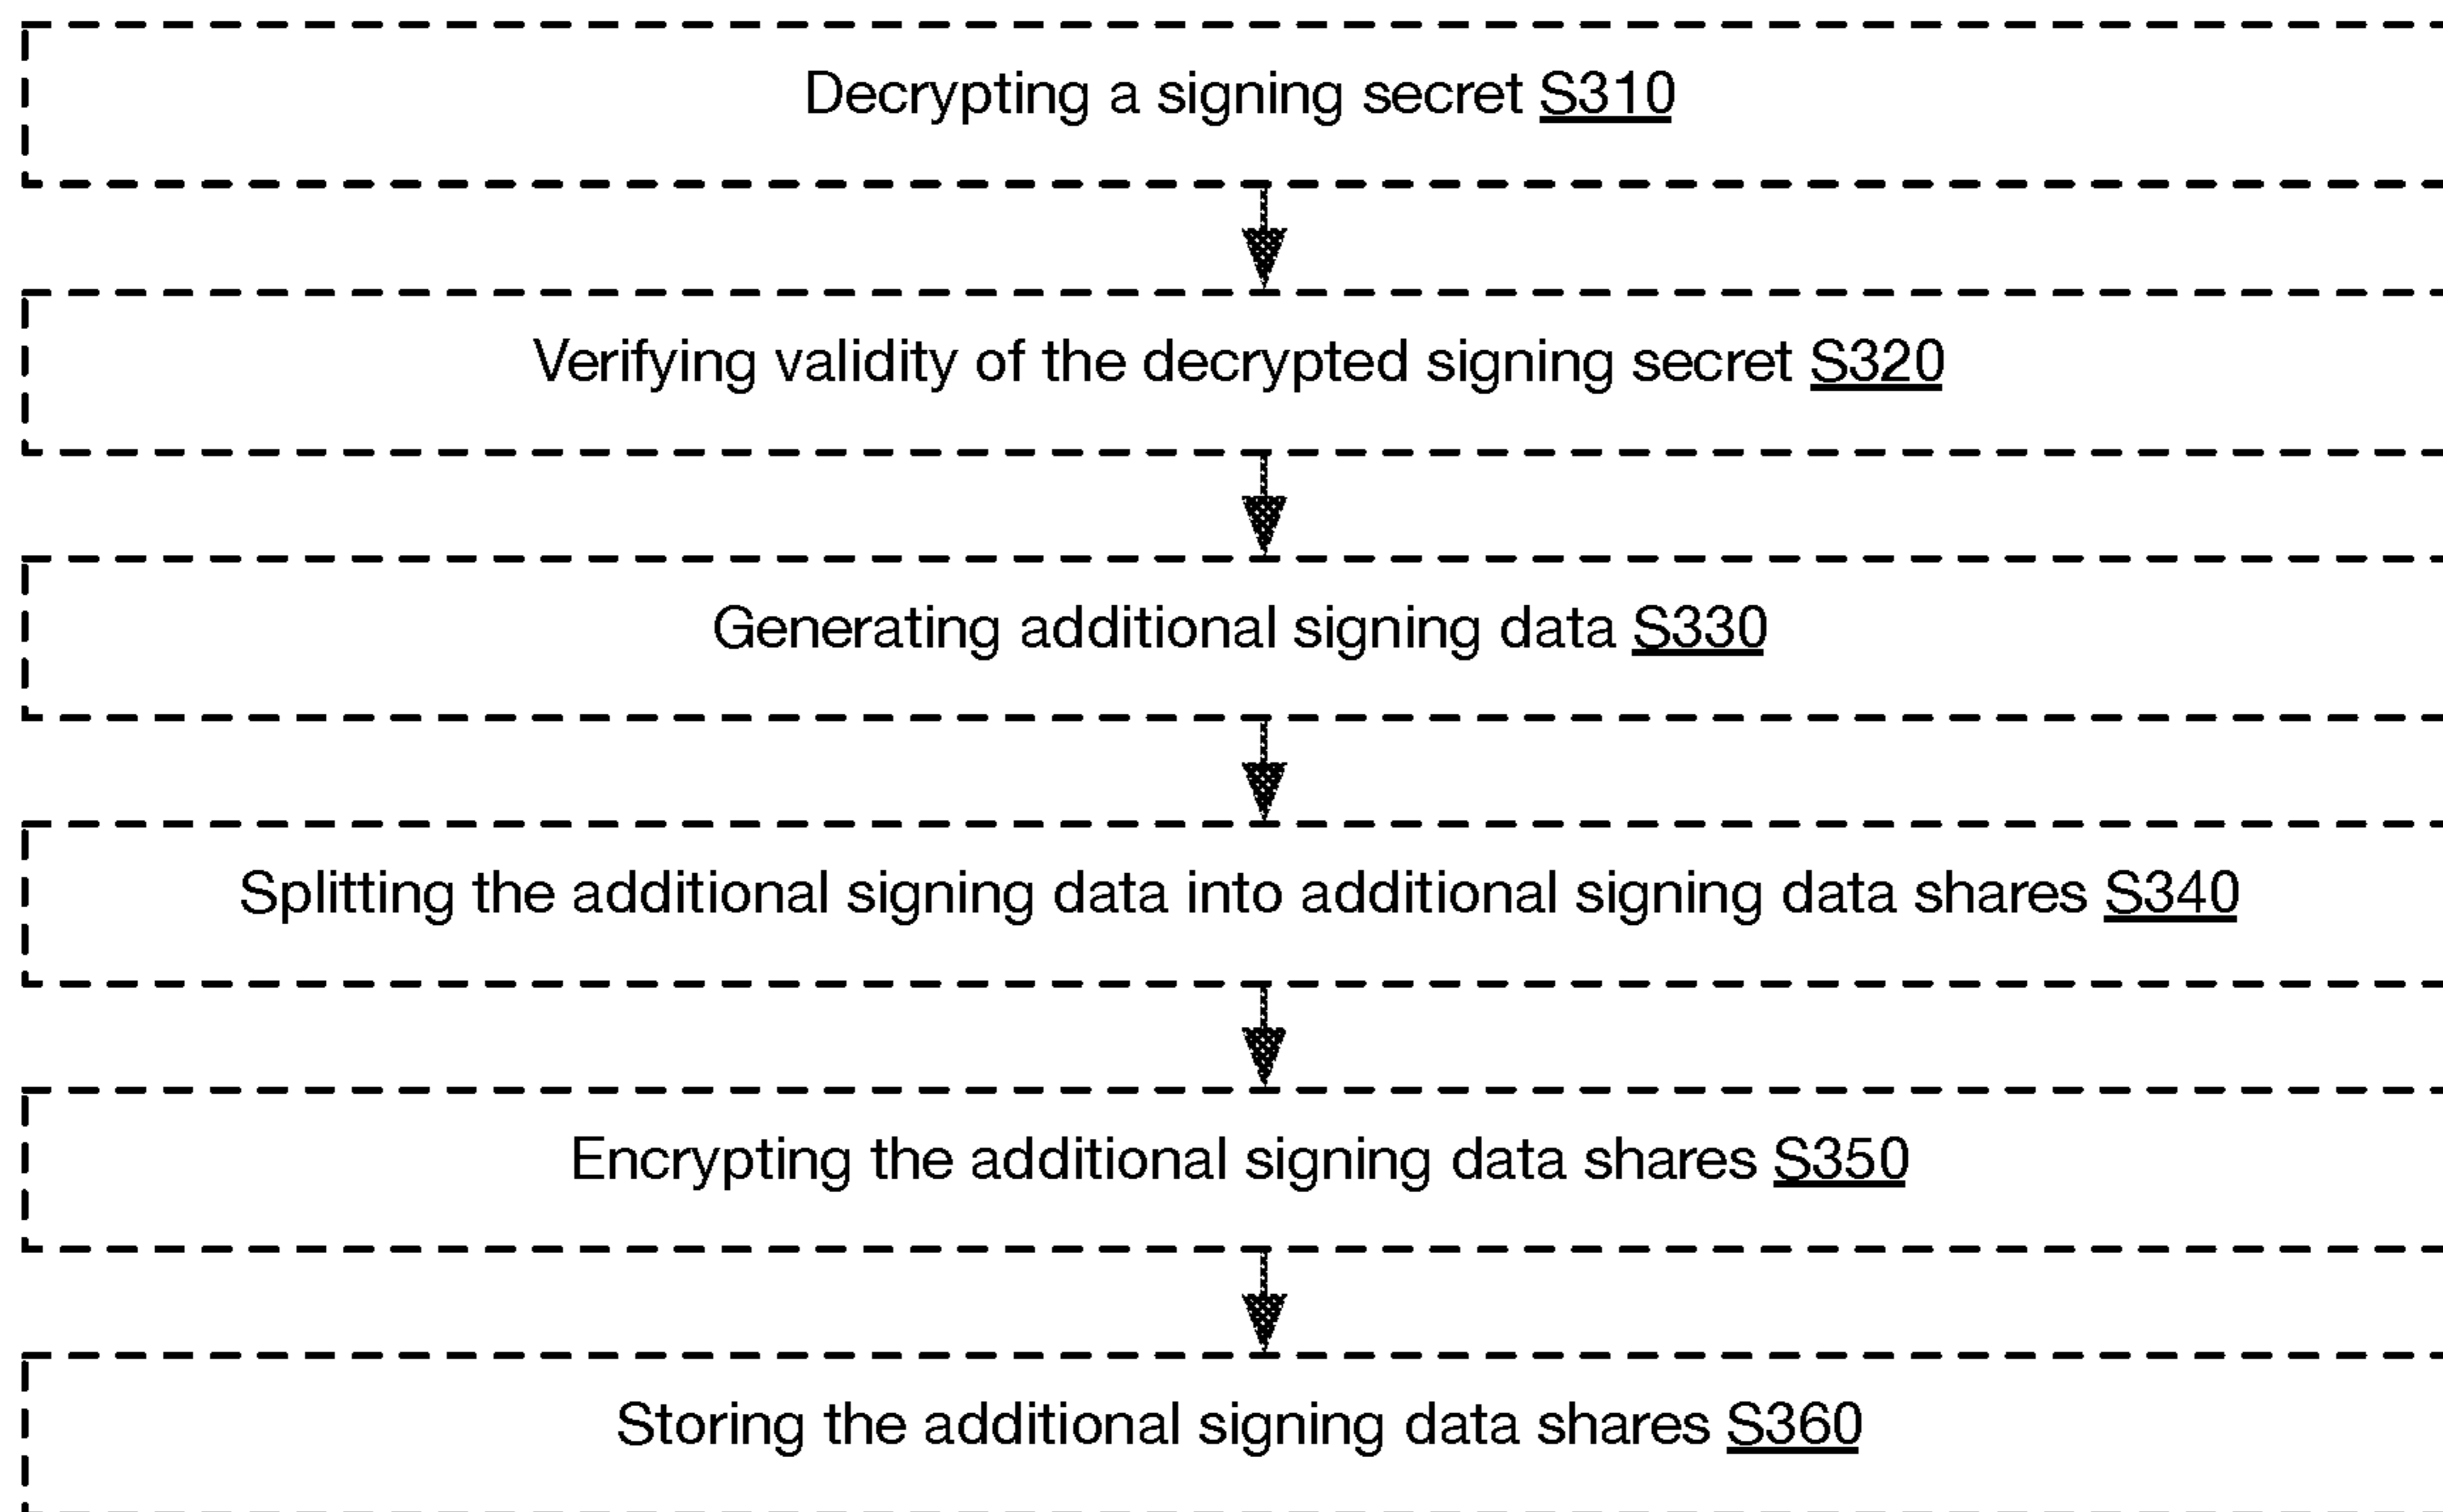 Decrypting a signing secret S310
Verifying validity of the decrypted signing secret S320
Generating additional signing data S330
Splitting the additional signing data into additional signing data shares S340
Encrypting the additional signing data shares S350
Storing the additional signing data shares S360